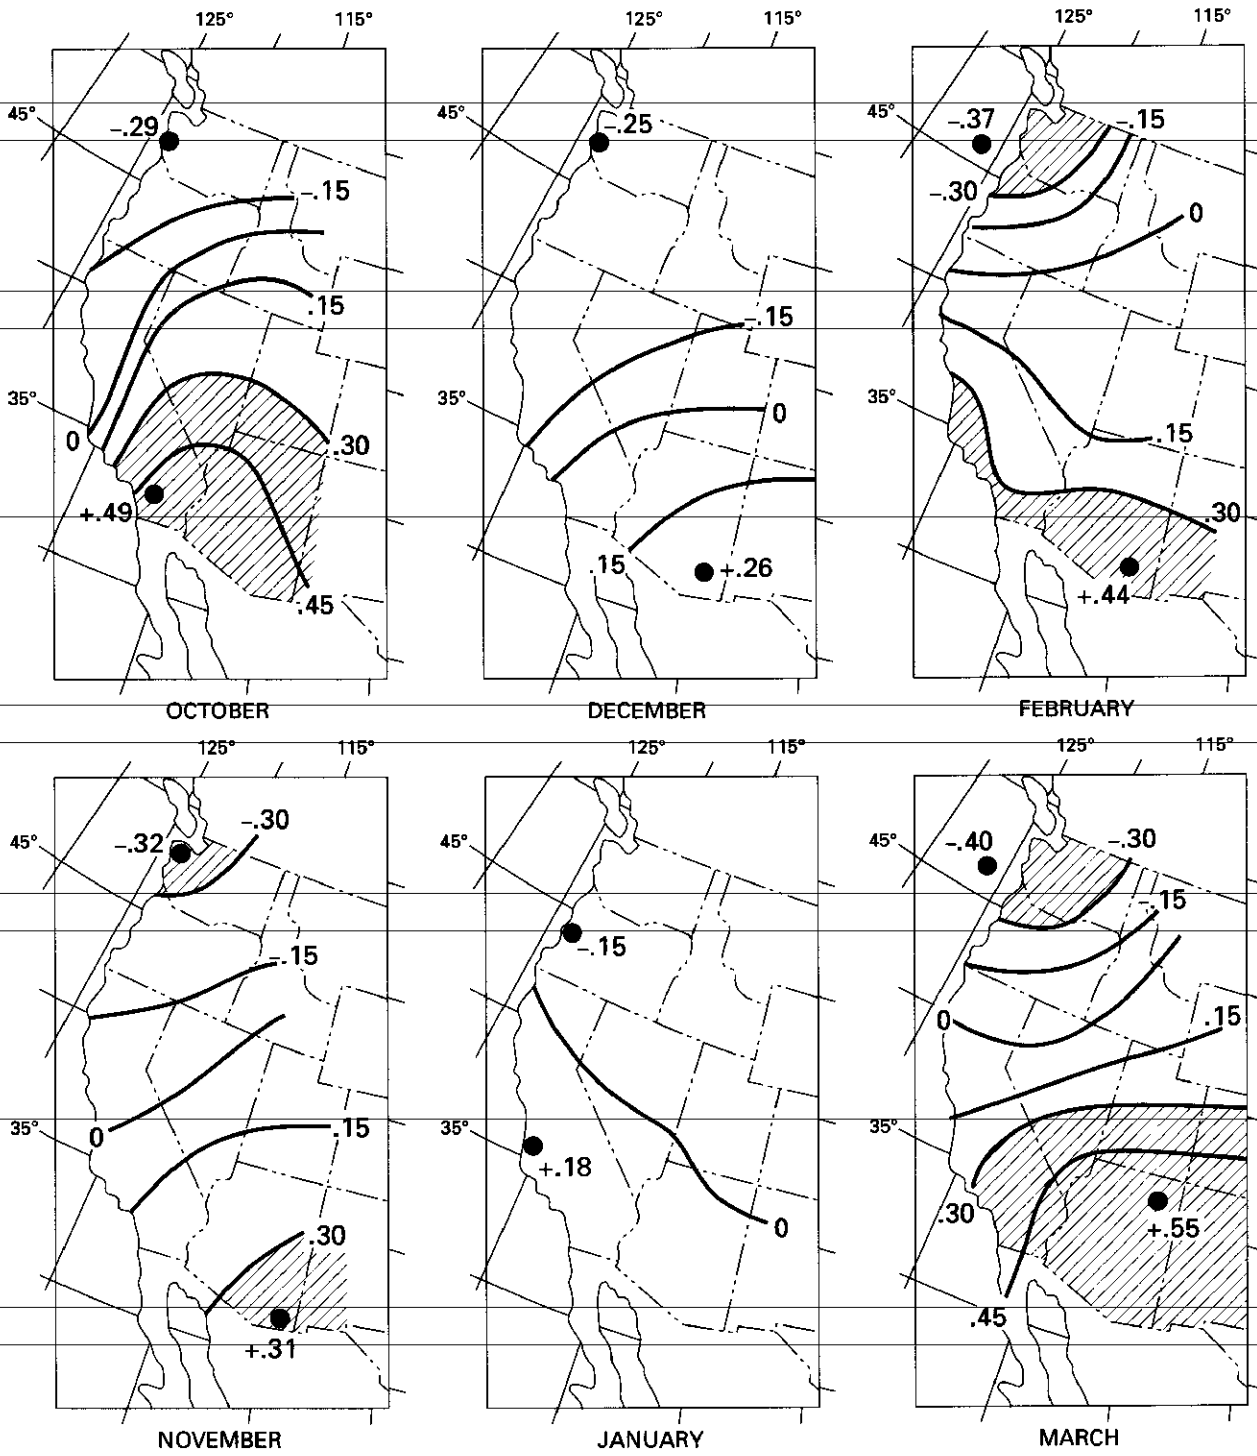 125° 115° 125° 115°
115°
45° 45° 45°
-.29 -.25 -.37 -.15
-.15 -.30 0
.15 -.15
35° 35° 35°
0 .30 0 .15
+.49 .30
.15 +.26
.45 +.44
OCTOBER DECEMBER FEBRUARY
125° 115° 125° 115° 125° 115°
45° 45° 45°
-.32 -.30 -.40 -.30
-.15 -.15 -.15
0 .15
35° 35° 35°
0 .15 +.18
.30 0 .30 +.55
+.31 .45
NOVEMBER JANUARY MARCH